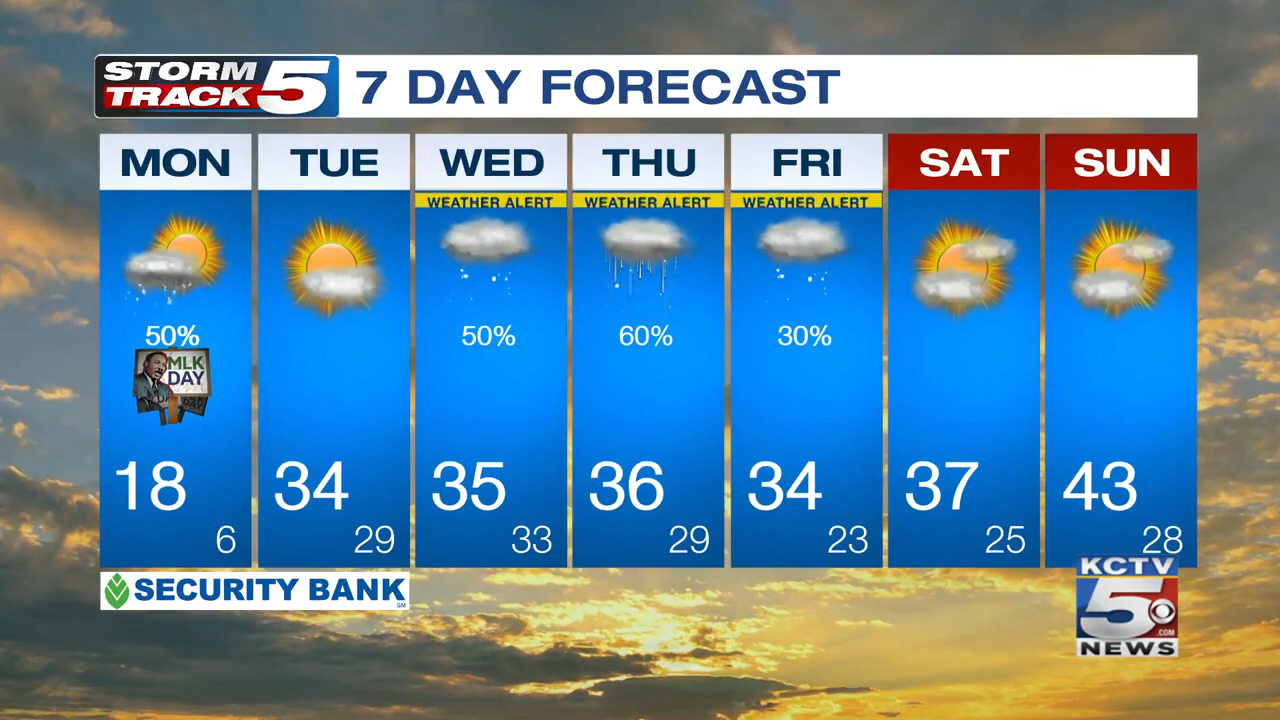 STORM
TRACK 5
7 DAY FORECAST
MON TUE WED THU FRI SAT SUN
WEATHER ALERT WEATHER ALERT WEATHER ALERT
50% 50% 60% 30%
MLK
DAY
18 34 35 36 34 37 43
6 29 33 29 23 25 28
SECURITY BANK
SM
KCTV
5
.COM
NEWS